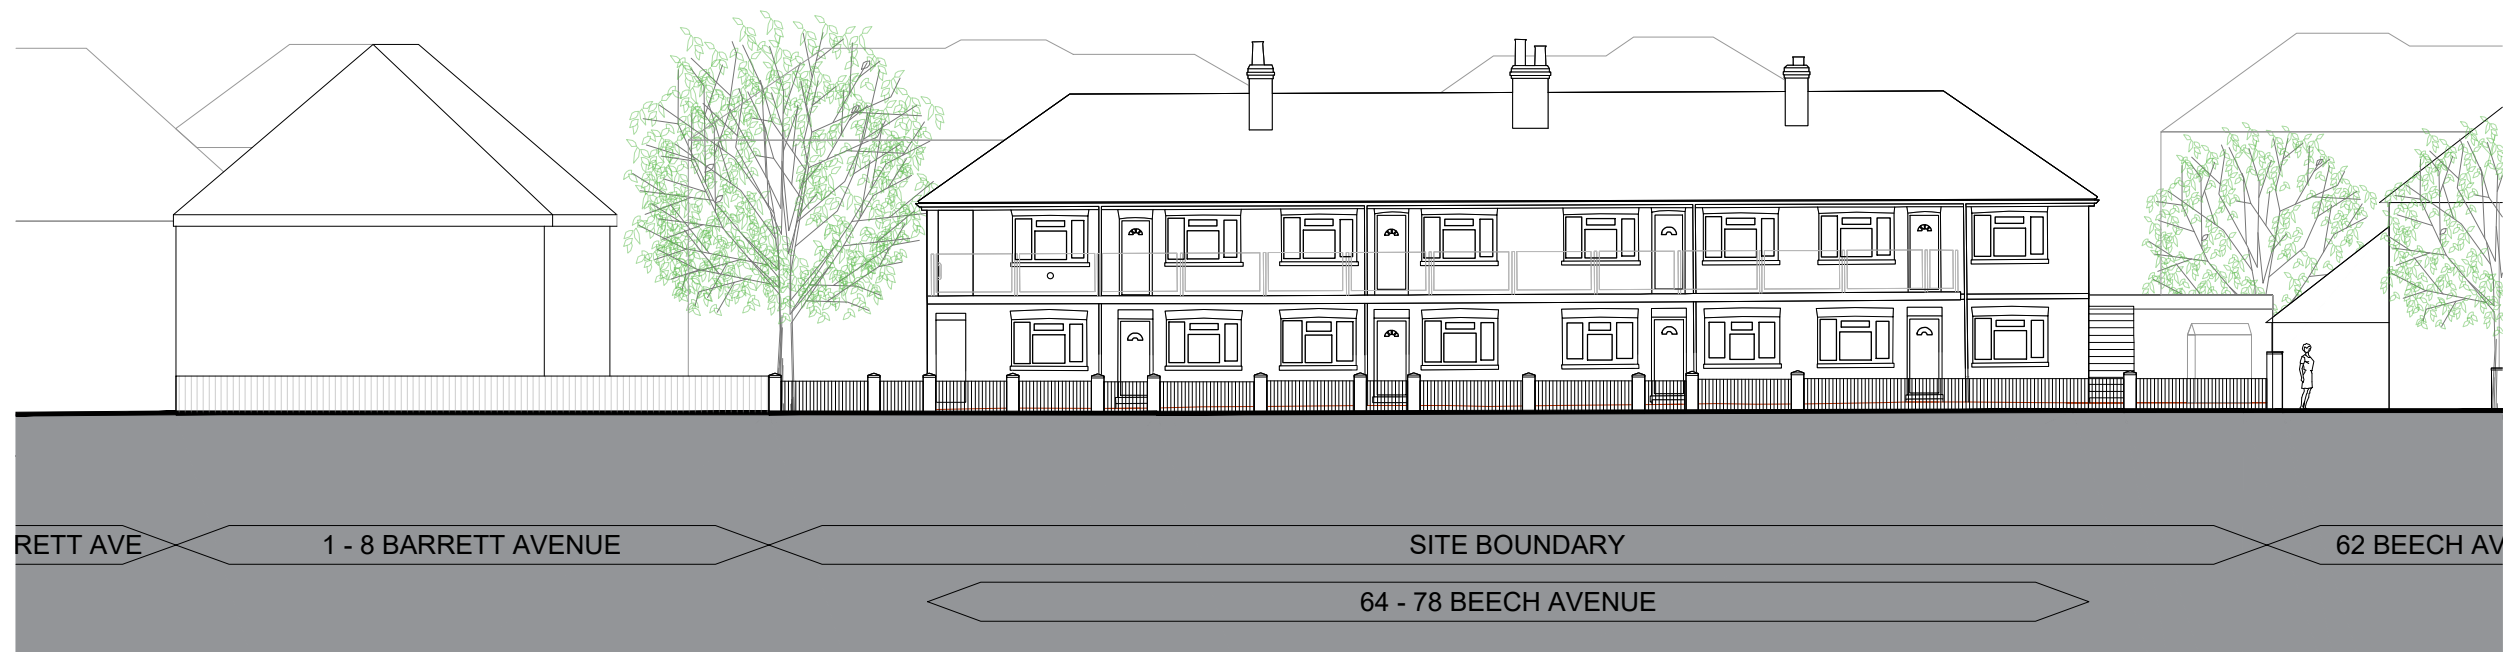 RETT AVE
1 - 8 BARRETT AVENUE
SITE BOUNDARY
62 BEECH AV
64 - 78 BEECH AVENUE